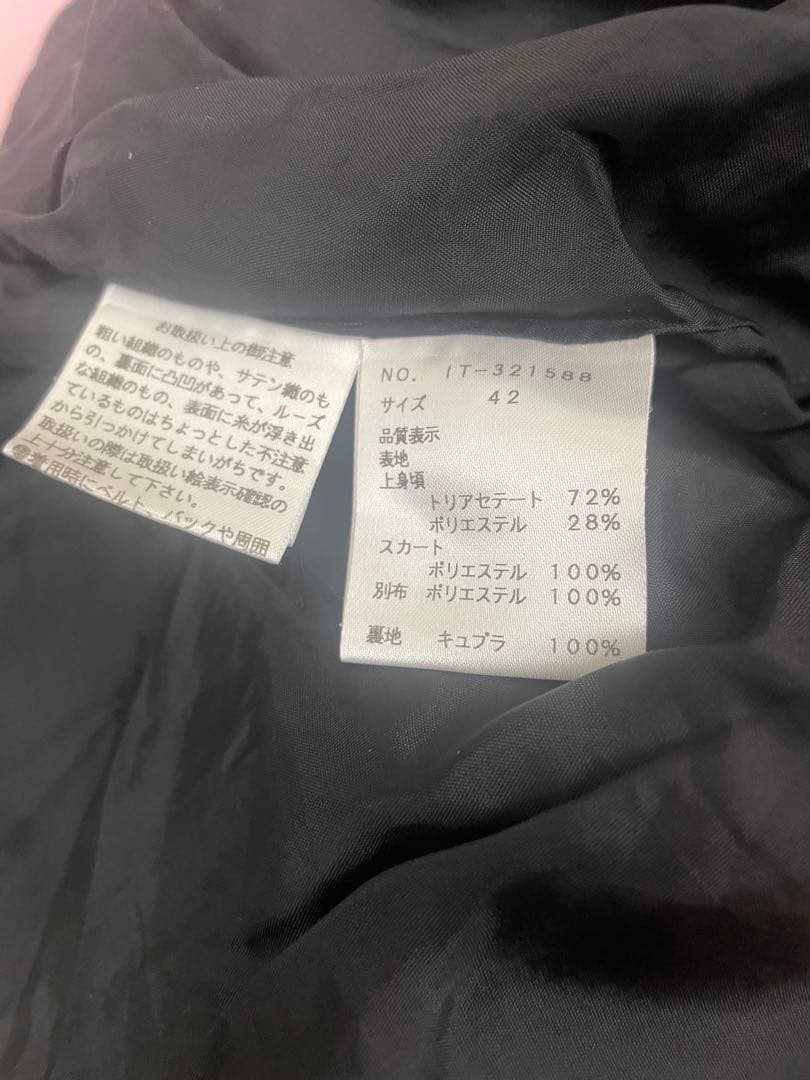 お取扱い上の御注意
粗い組織のものや、サテン織のも
の、裏面に凸凹があって、ルーズ
な組織のもの、表面に糸が浮き出
ているものはちょっとした不注意
から引っかけてしまいがちです。
取扱いの際は取扱い絵表示確認の
上十分注意して下さい。
着用時にベルト、バックや周囲
NO. IT-321588
サイズ 42
品質表示
表地
上身頃
トリアセテート 72%
ポリエステル 28%
スカート
ポリエステル 100%
別布 ポリエステル 100%
裏地 キュプラ 100%